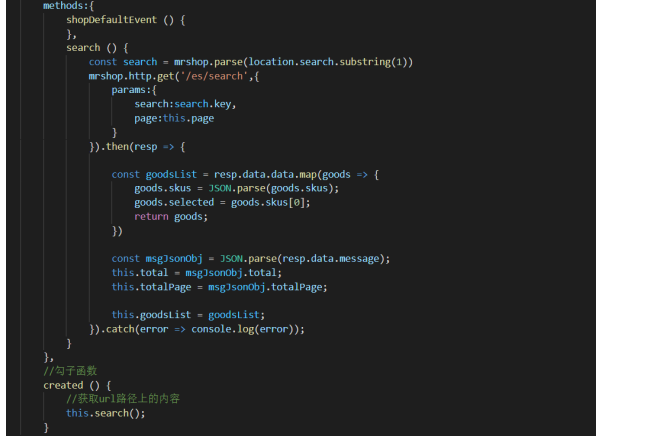 methods:{
shopDefaultEvent () {
},
search () {
const search = mrshop.parse(location.search.substring(1))
mrshop.http.get('/es/search',{
params:{
search:search.key,
page:this.page
}
}).then(resp => {
const goodsList = resp.data.data.map(goods => {
goods.skus = JSON.parse(goods.skus);
goods.selected = goods.skus[0];
return goods;
})
const msgJsonObj = JSON.parse(resp.data.message);
this.total = msgJsonObj.total;
this.totalPage = msgJsonObj.totalPage;
this.goodsList = goodsList;
}).catch(error => console.log(error));
}
},
//勾子函数
created () {
//获取url路径上的内容
this.search();
}